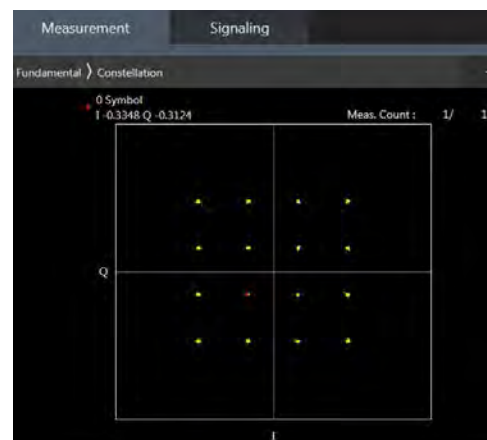 Measurement Signaling
Fundamental ⟩ Constellation
0 Symbol
I -0.3348 Q -0.3124 Meas. Count : 1/ 1
Q
I